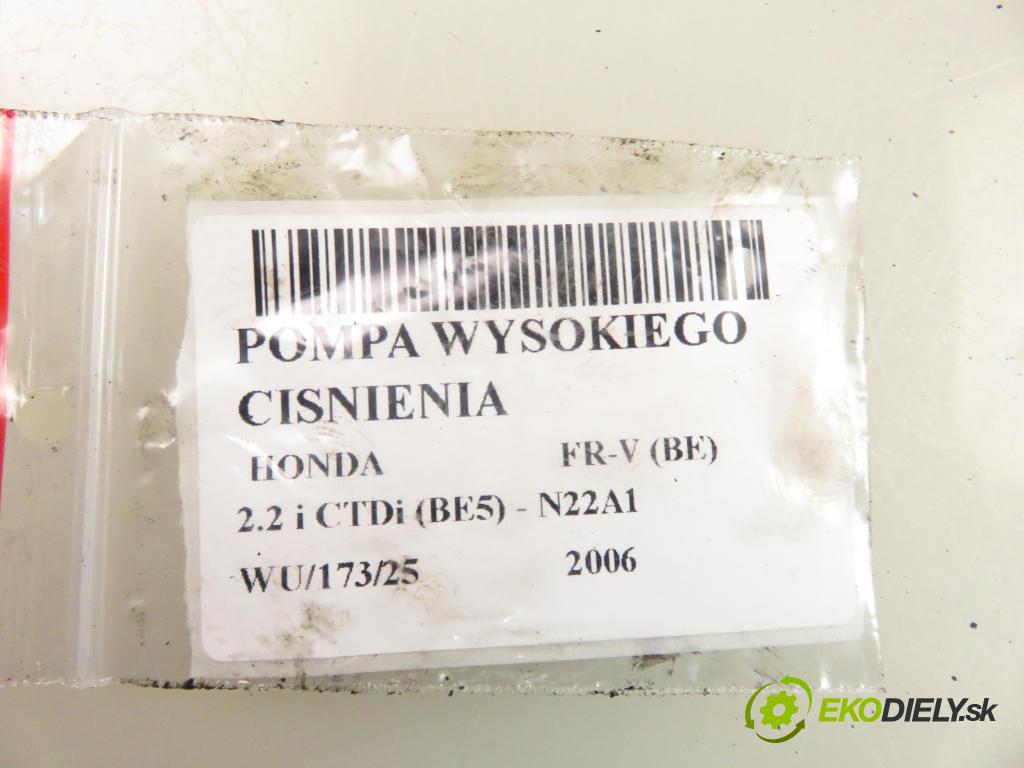 POMPA WYSOKIEGO
CISNIENIA
HONDA FR-V (BE)
2.2 i CTDi (BE5) - N22A1
WU/173/25 2006
EKODIELY.sk